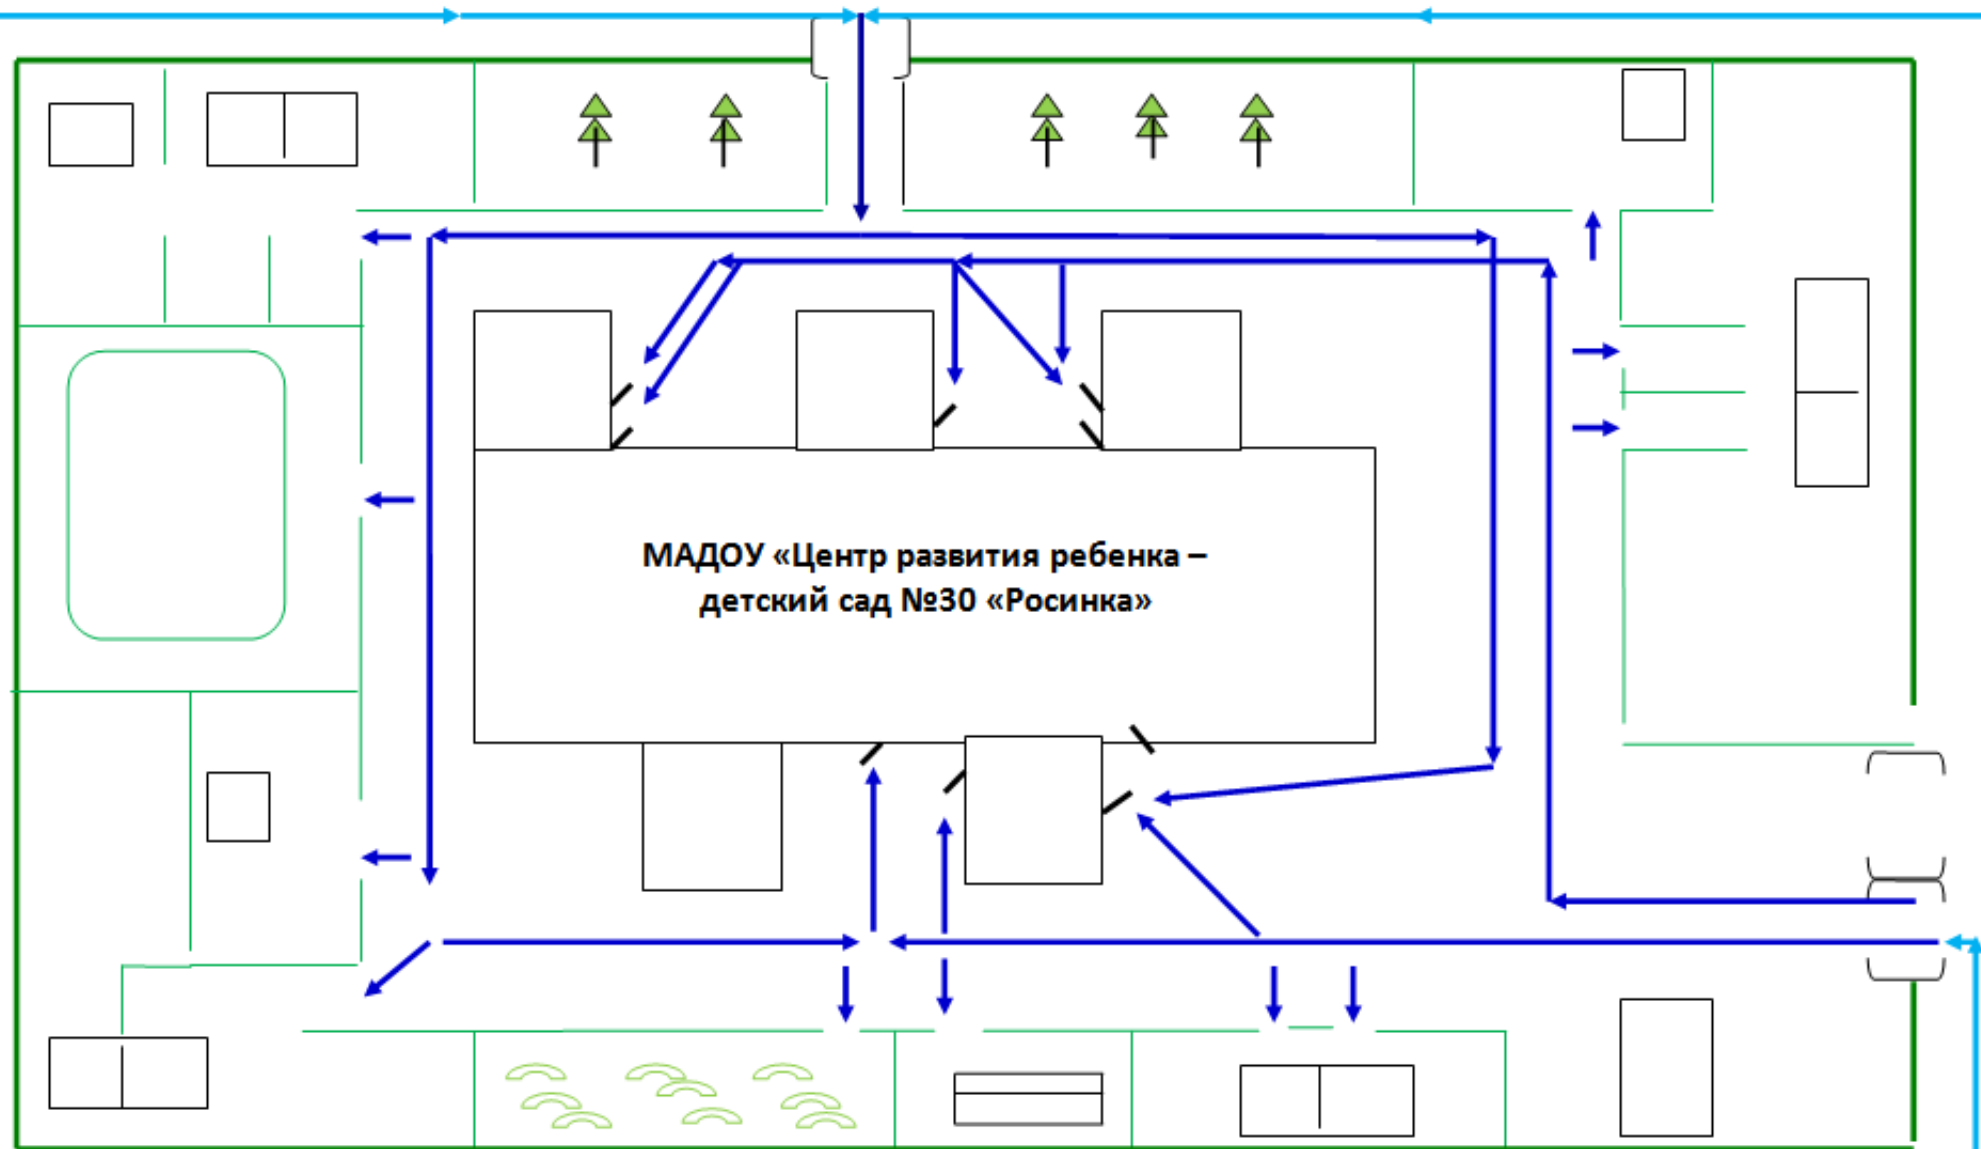 МАДОУ «Центр развития ребенка –
детский сад №30 «Росинка»